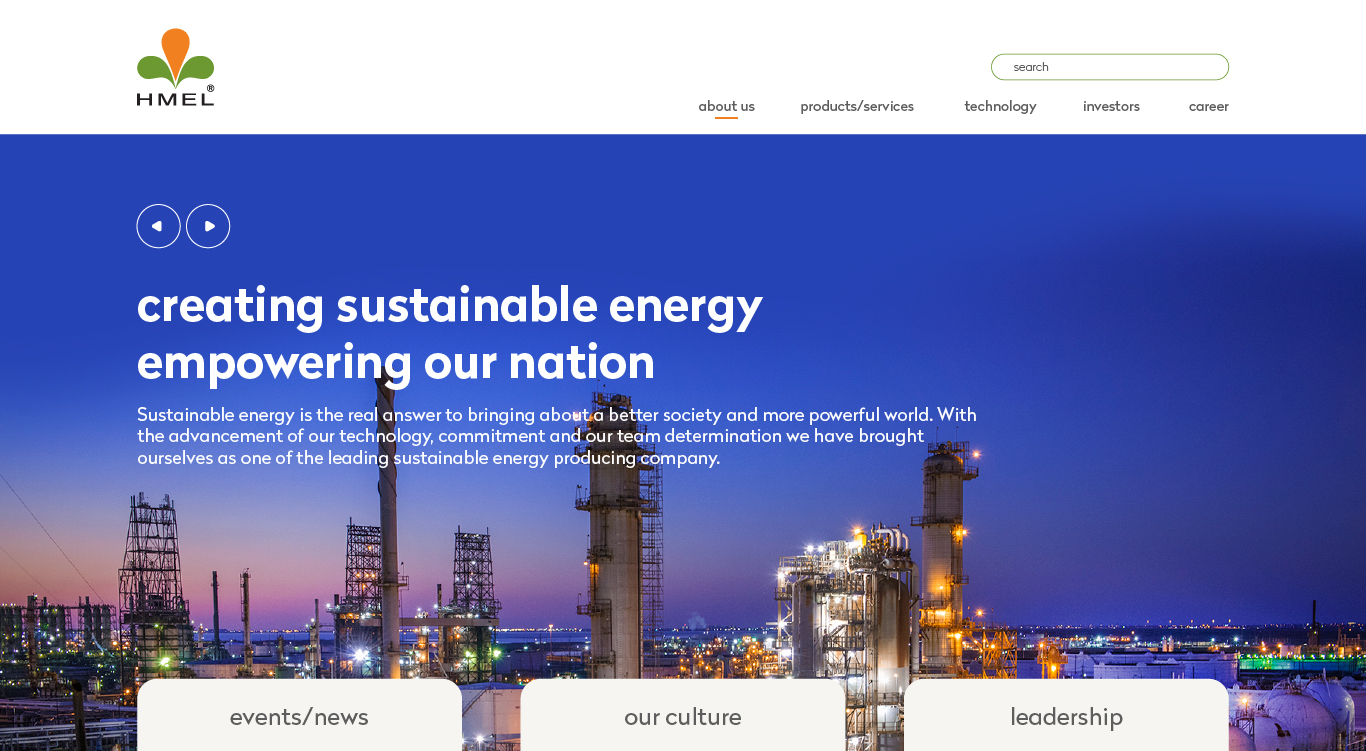 HMEL®
search
about us products/services technology investors career
creating sustainable energy
empowering our nation
Sustainable energy is the real answer to bringing about a better society and more powerful world. With
the advancement of our technology, commitment and our team determination we have brought
ourselves as one of the leading sustainable energy producing company.
events/news our culture leadership